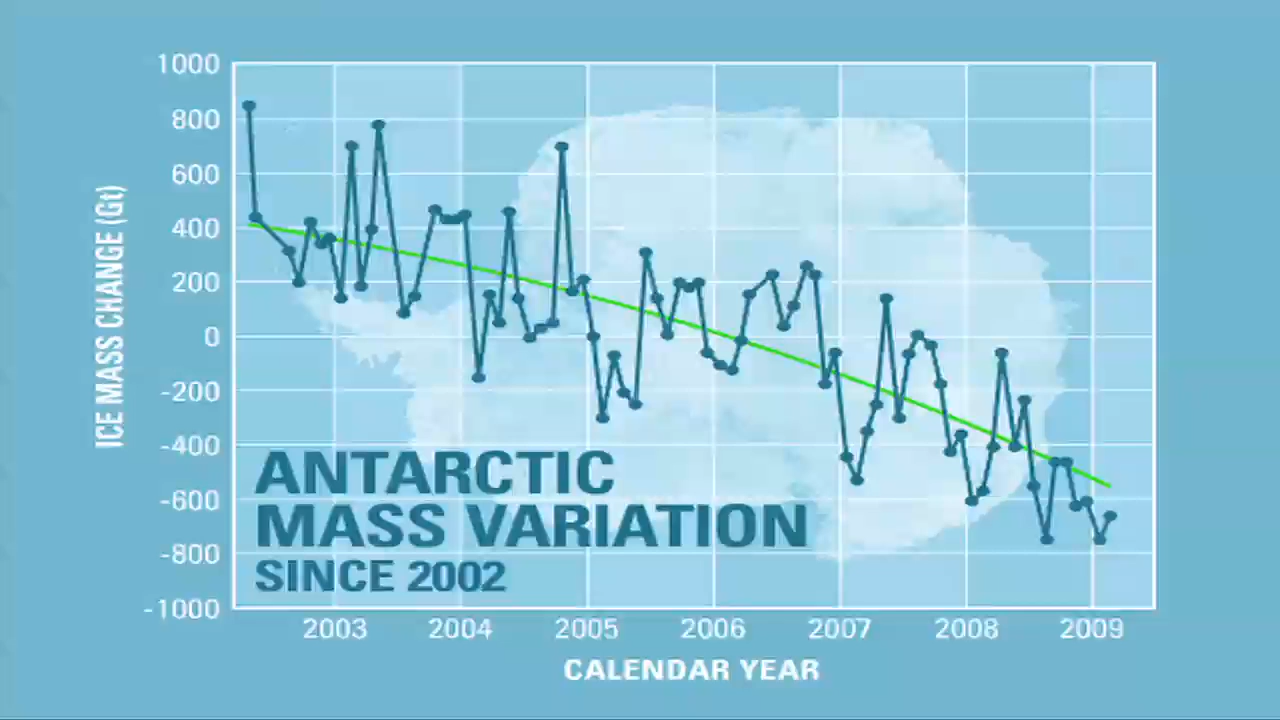 1000
800
600
400
200
0
-200
-400
-600
-800
-1000
ICE MASS CHANGE (Gt)
ANTARCTIC
MASS VARIATION
SINCE 2002
2003 2004 2005 2006 2007 2008 2009
CALENDAR YEAR